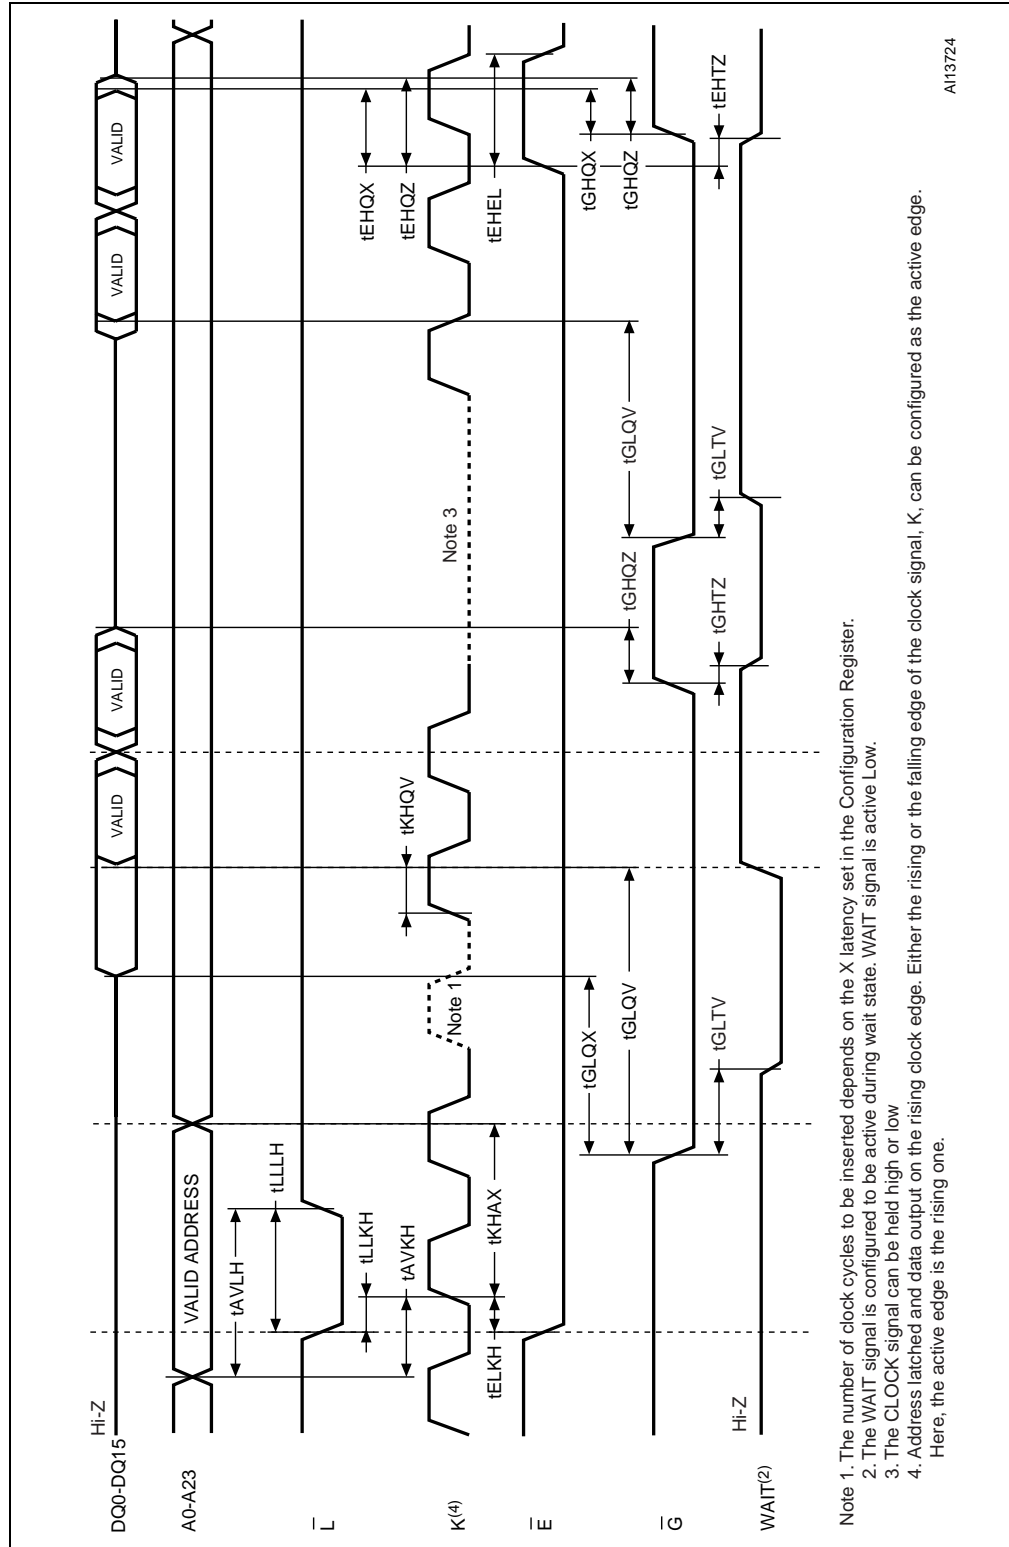 Hi-Z
DQ0-DQ15
VALID
VALID
VALID
VALID
A0-A23
VALID ADDRESS
tAVLH
tLLLH
L
tLLKH
tEHQX
tAVKH
tKHQV
tEHQZ
K(4)
Note 1
Note 3
tELKH
tKHAX
tEHEL
E
tGLQX
tGHQX
tGLQV
tGHQZ
tGLQV
tGHQZ
G
tGLTV
tGHTZ
tGLTV
tEHTZ
Hi-Z
WAIT(2)
Note 1. The number of clock cycles to be inserted depends on the X latency set in the Configuration Register.
2. The WAIT signal is configured to be active during wait state. WAIT signal is active Low.
3. The CLOCK signal can be held high or low
4. Address latched and data output on the rising clock edge. Either the rising or the falling edge of the clock signal, K, can be configured as the active edge.
Here, the active edge is the rising one.
AI13724